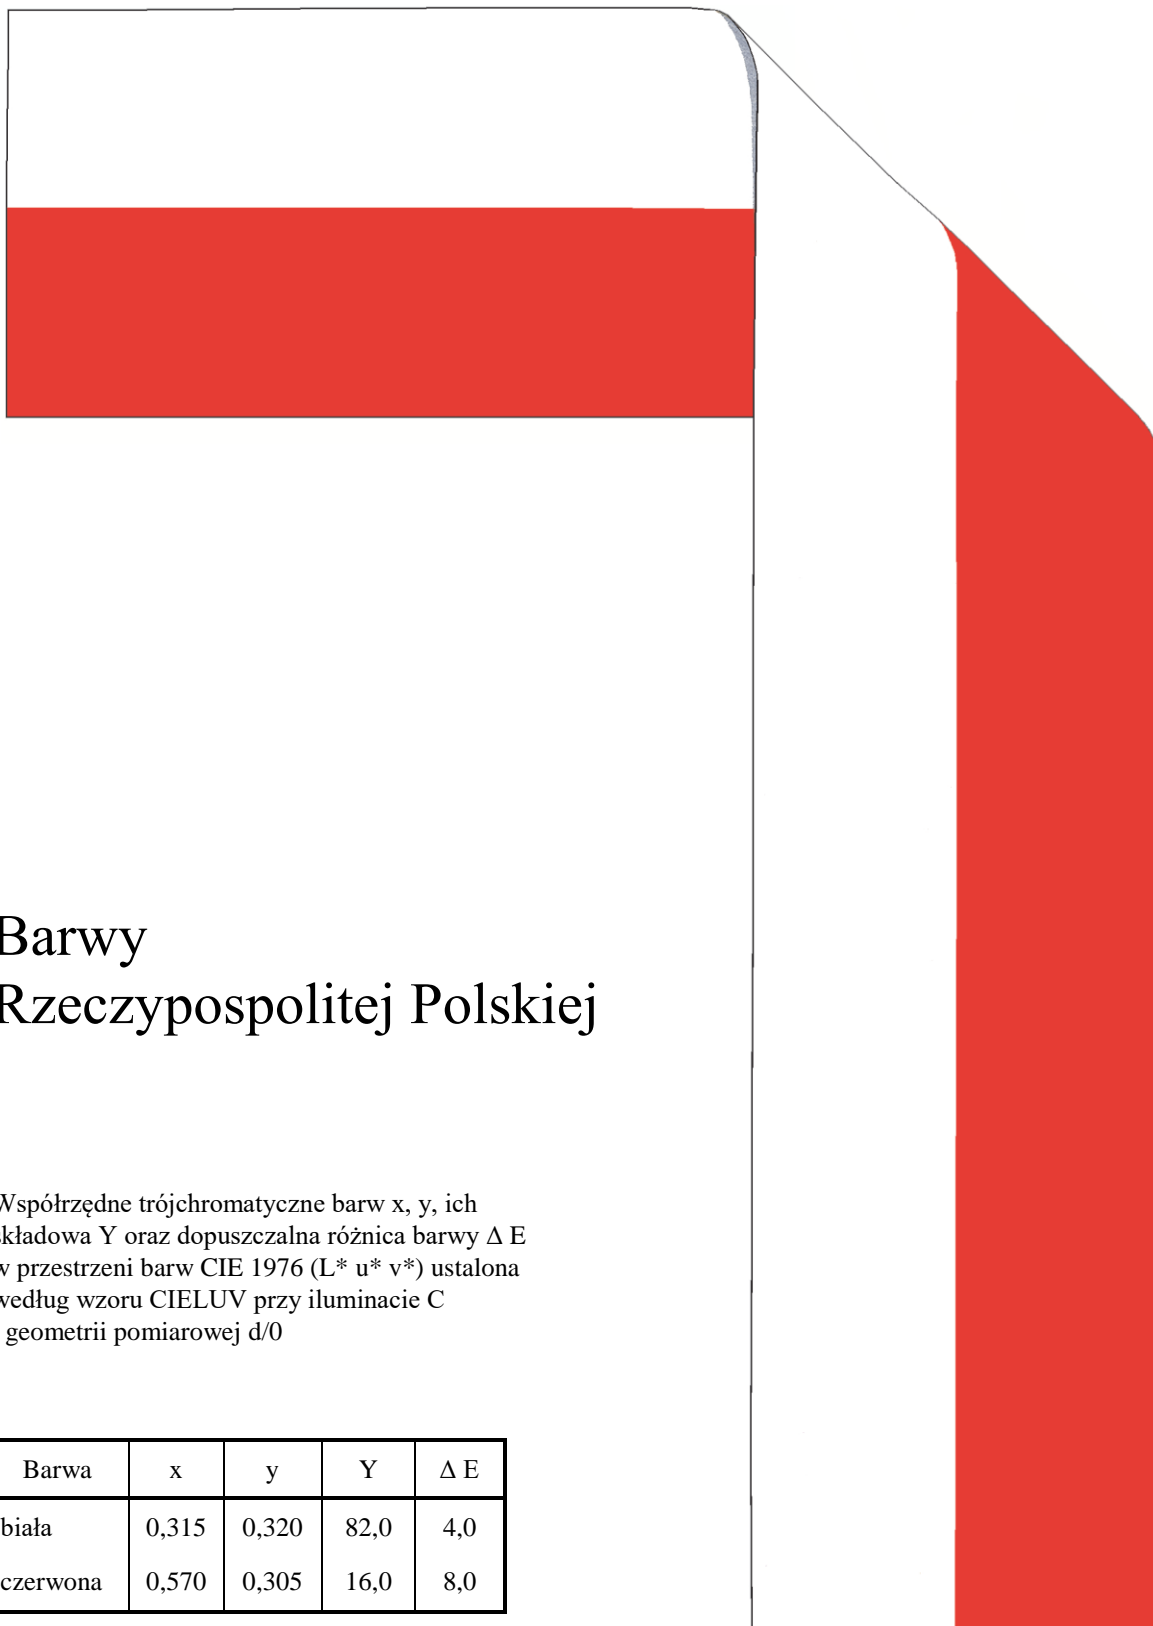 Barwy
Rzeczypospolitej Polskiej
Współrzędne trójchromatyczne barw x, y, ich
składowa Y oraz dopuszczalna różnica barwy Δ E
w przestrzeni barw CIE 1976 (L* u* v*) ustalona
według wzoru CIELUV przy iluminacie C
geometrii pomiarowej d/0
Barwa x y Y Δ E
biała 0,315 0,320 82,0 4,0
czerwona 0,570 0,305 16,0 8,0